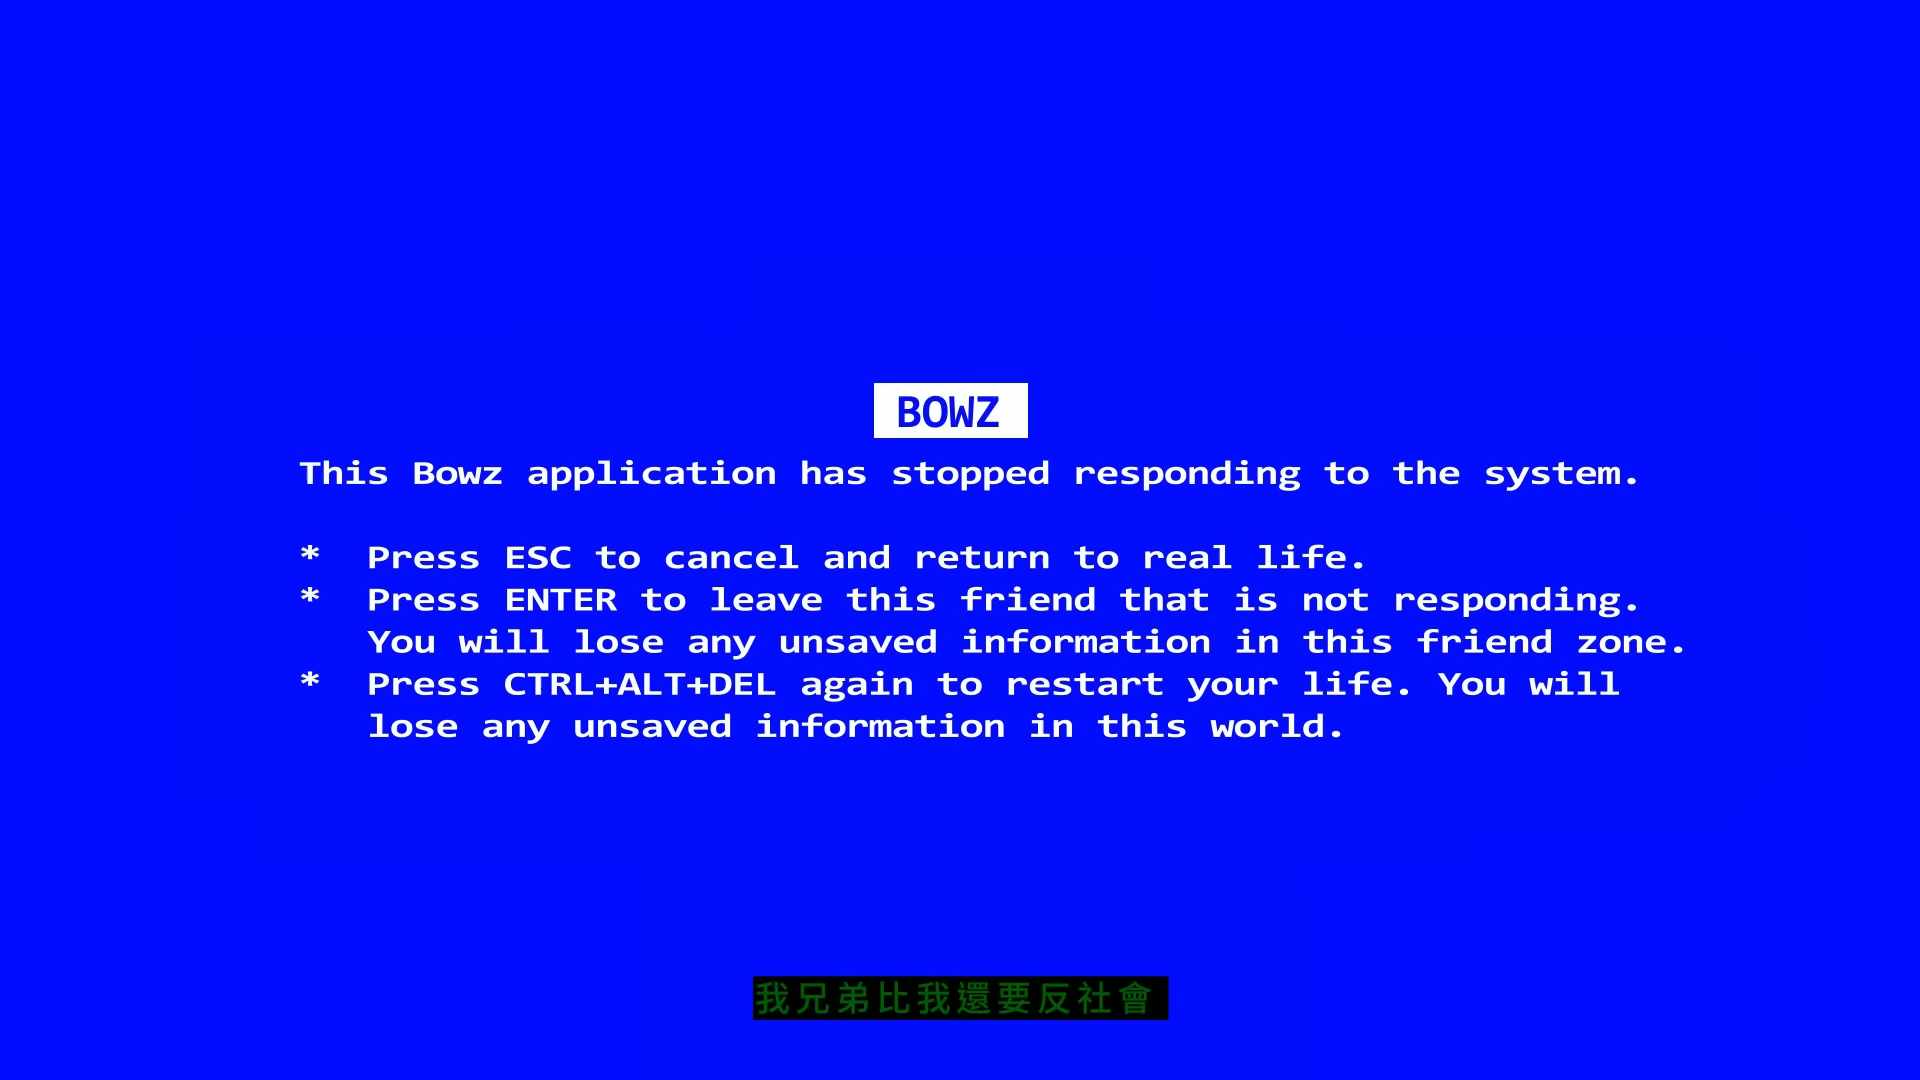 BOWZ
This Bowz application has stopped responding to the system.
* Press ESC to cancel and return to real life.
* Press ENTER to leave this friend that is not responding.
You will lose any unsaved information in this friend zone.
* Press CTRL+ALT+DEL again to restart your life. You will
lose any unsaved information in this world.
我兄弟比我還要反社會